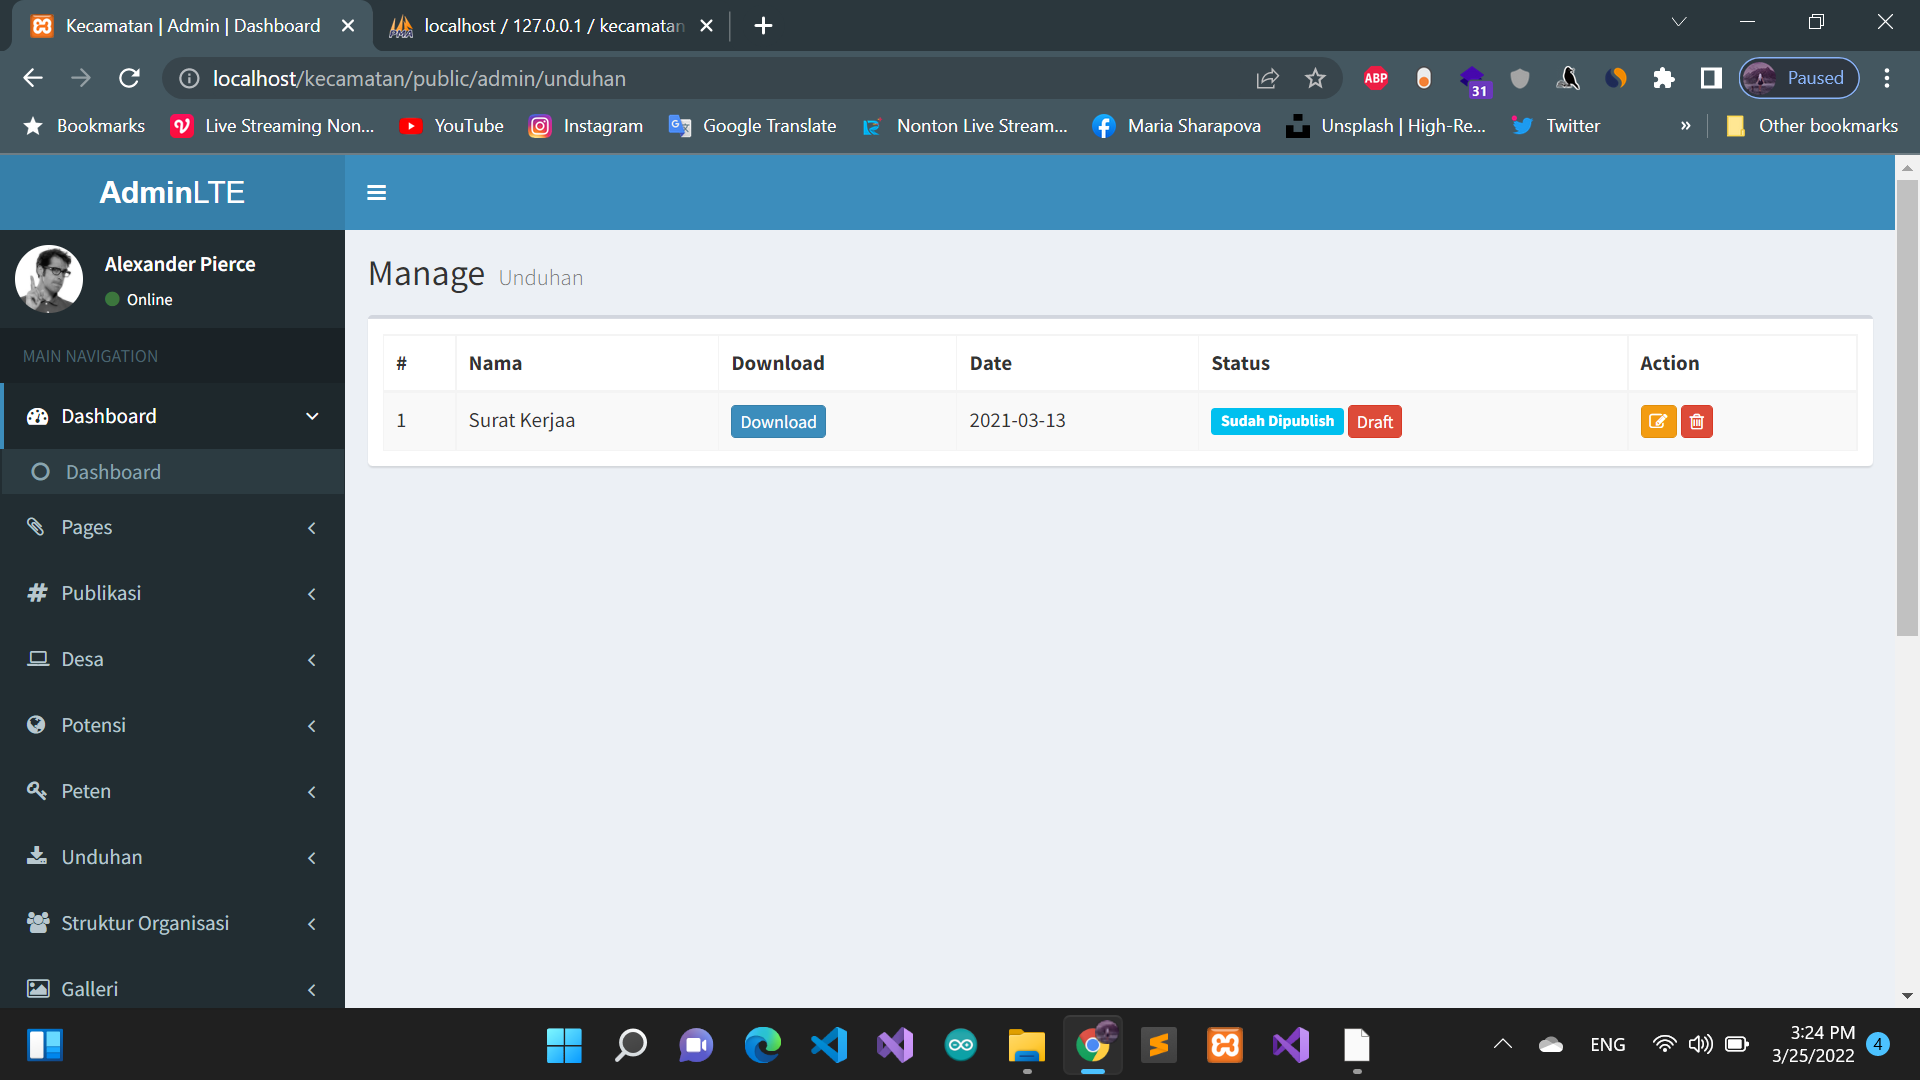 Kecamatan | Admin | Dashboard
localhost / 127.0.0.1 / kecamatan
localhost/kecamatan/public/admin/unduhan
ABP
31
Paused
Bookmarks
Live Streaming Non...
YouTube
Instagram
Google Translate
Nonton Live Stream...
Maria Sharapova
Unsplash | High-Re...
Twitter
»
Other bookmarks
AdminLTE
Alexander Pierce
Online
MAIN NAVIGATION
Dashboard
Dashboard
Pages
Publikasi
Desa
Potensi
Peten
Unduhan
Struktur Organisasi
Galleri
Manage Unduhan
# Nama Download Date Status Action
1 Surat Kerjaa Download 2021-03-13 Sudah Dipublish Draft
ENG
3:24 PM
3/25/2022
4